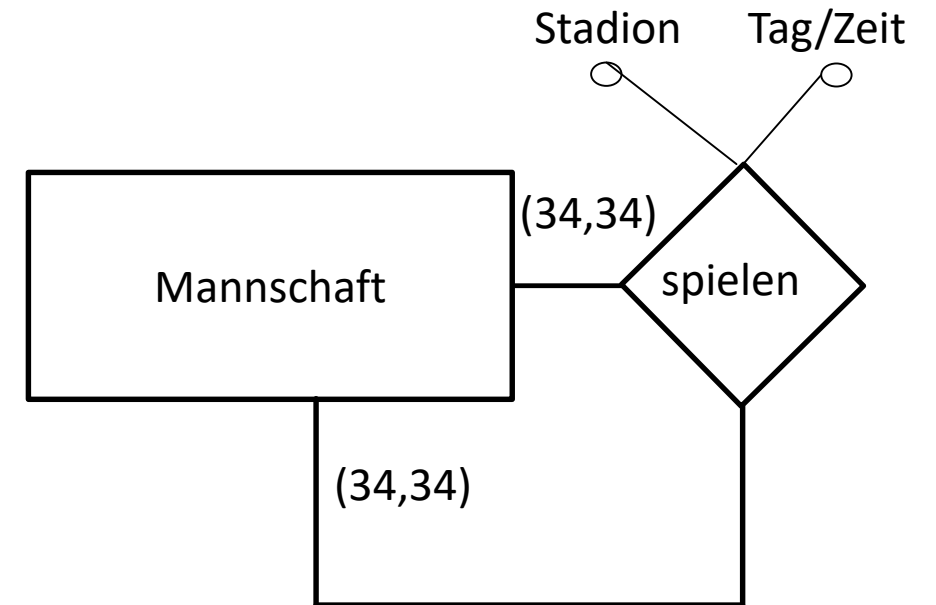 Stadion Tag/Zeit
(34,34)
Mannschaft
spielen
(34,34)